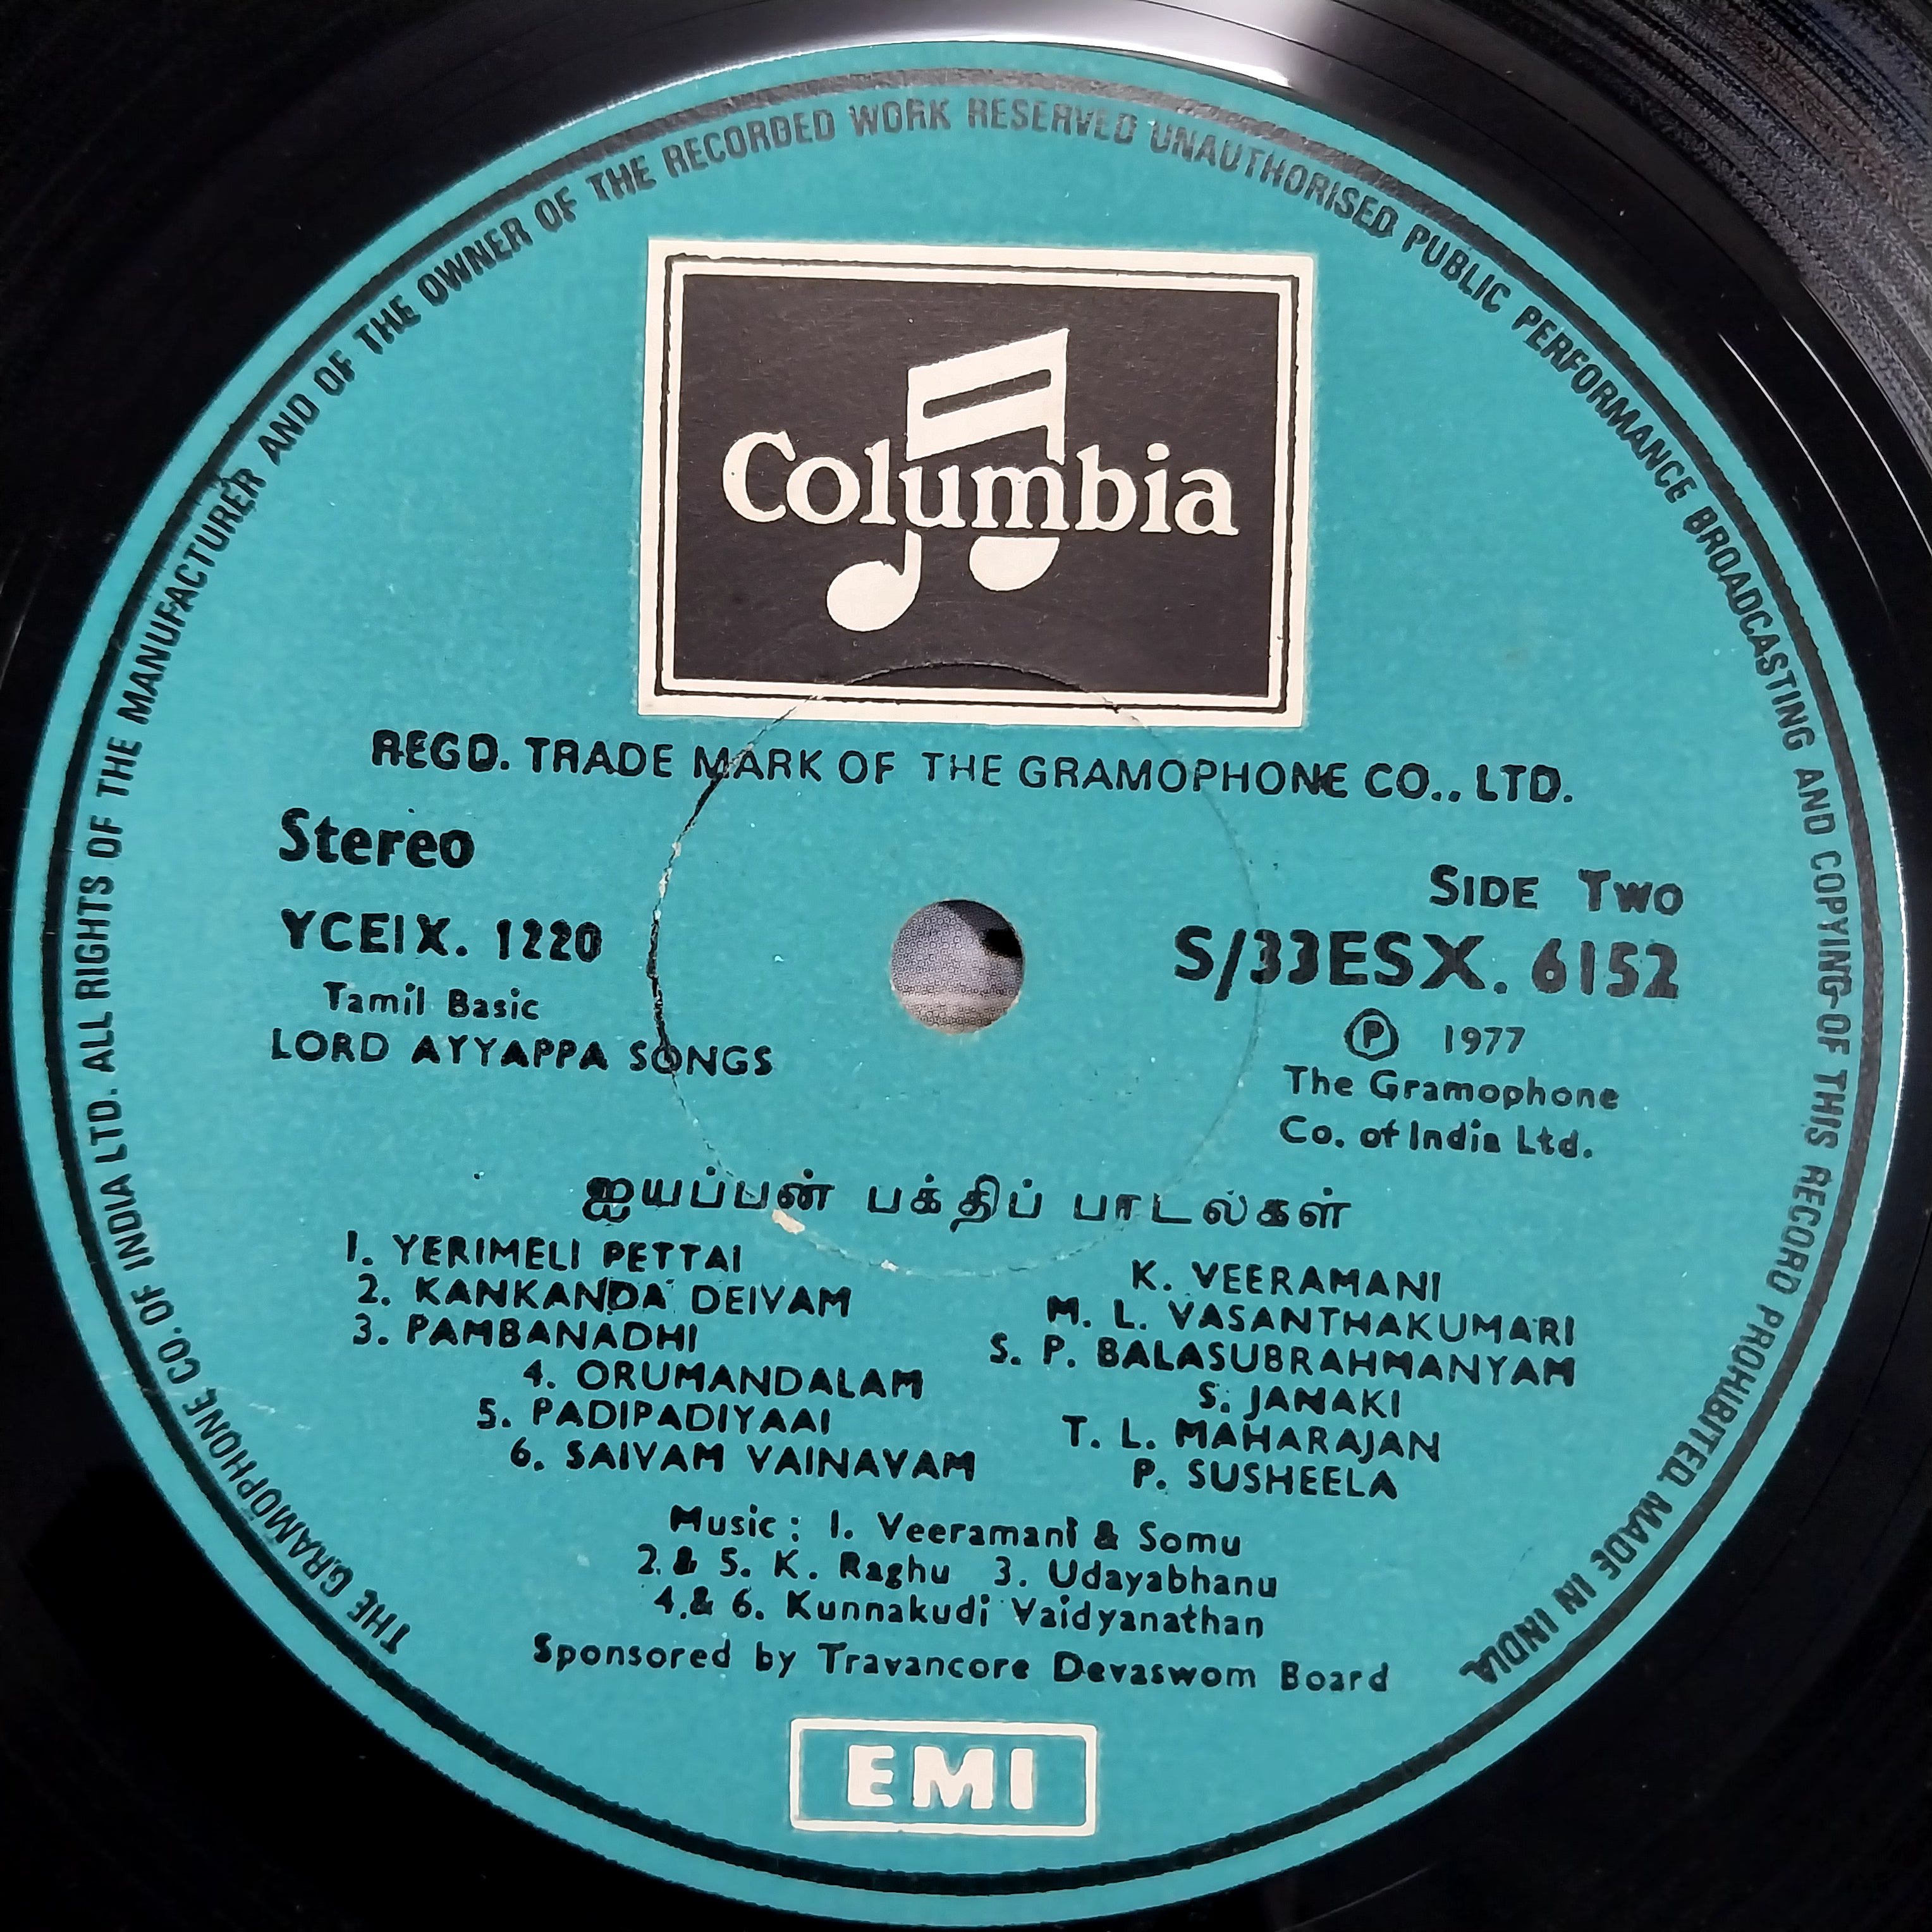 THE GRAMOPHONE CO. OF INDIA LTD. ALL RIGHTS OF THE MANUFACTURER AND OF THE OWNER OF THE RECORDED WORK RESERVED UNAUTHORISED PUBLIC PERFORMANCE BROADCASTING AND COPYING OF THIS RECORD PROHIBITED. MADE IN INDIA
Columbia
REGD. TRADE MARK OF THE GRAMOPHONE CO., LTD.
Stereo
SIDE TWO
YCEIX. 1220
S/33ESX. 6152
Tamil Basic
Ⓟ 1977
LORD AYYAPPA SONGS
The Gramophone
Co. of India Ltd.
ஐயப்பன் பக்திப் பாடல்கள்
1. YERIMELI PETTAI K. VEERAMANI
2. KANKANDA DEIVAM M. L. VASANTHAKUMARI
3. PAMBANADHI S. P. BALASUBRAHMANYAM
4. ORUMANDALAM S. JANAKI
5. PADIPADIYAAI T. L. MAHARAJAN
6. SAIVAM VAINAVAM P. SUSHEELA
Music: 1. Veeramani & Somu
2. & 5. K. Raghu 3. Udayabhanu
4. & 6. Kunnakudi Vaidyanathan
Sponsored by Travancore Devaswom Board
EMI